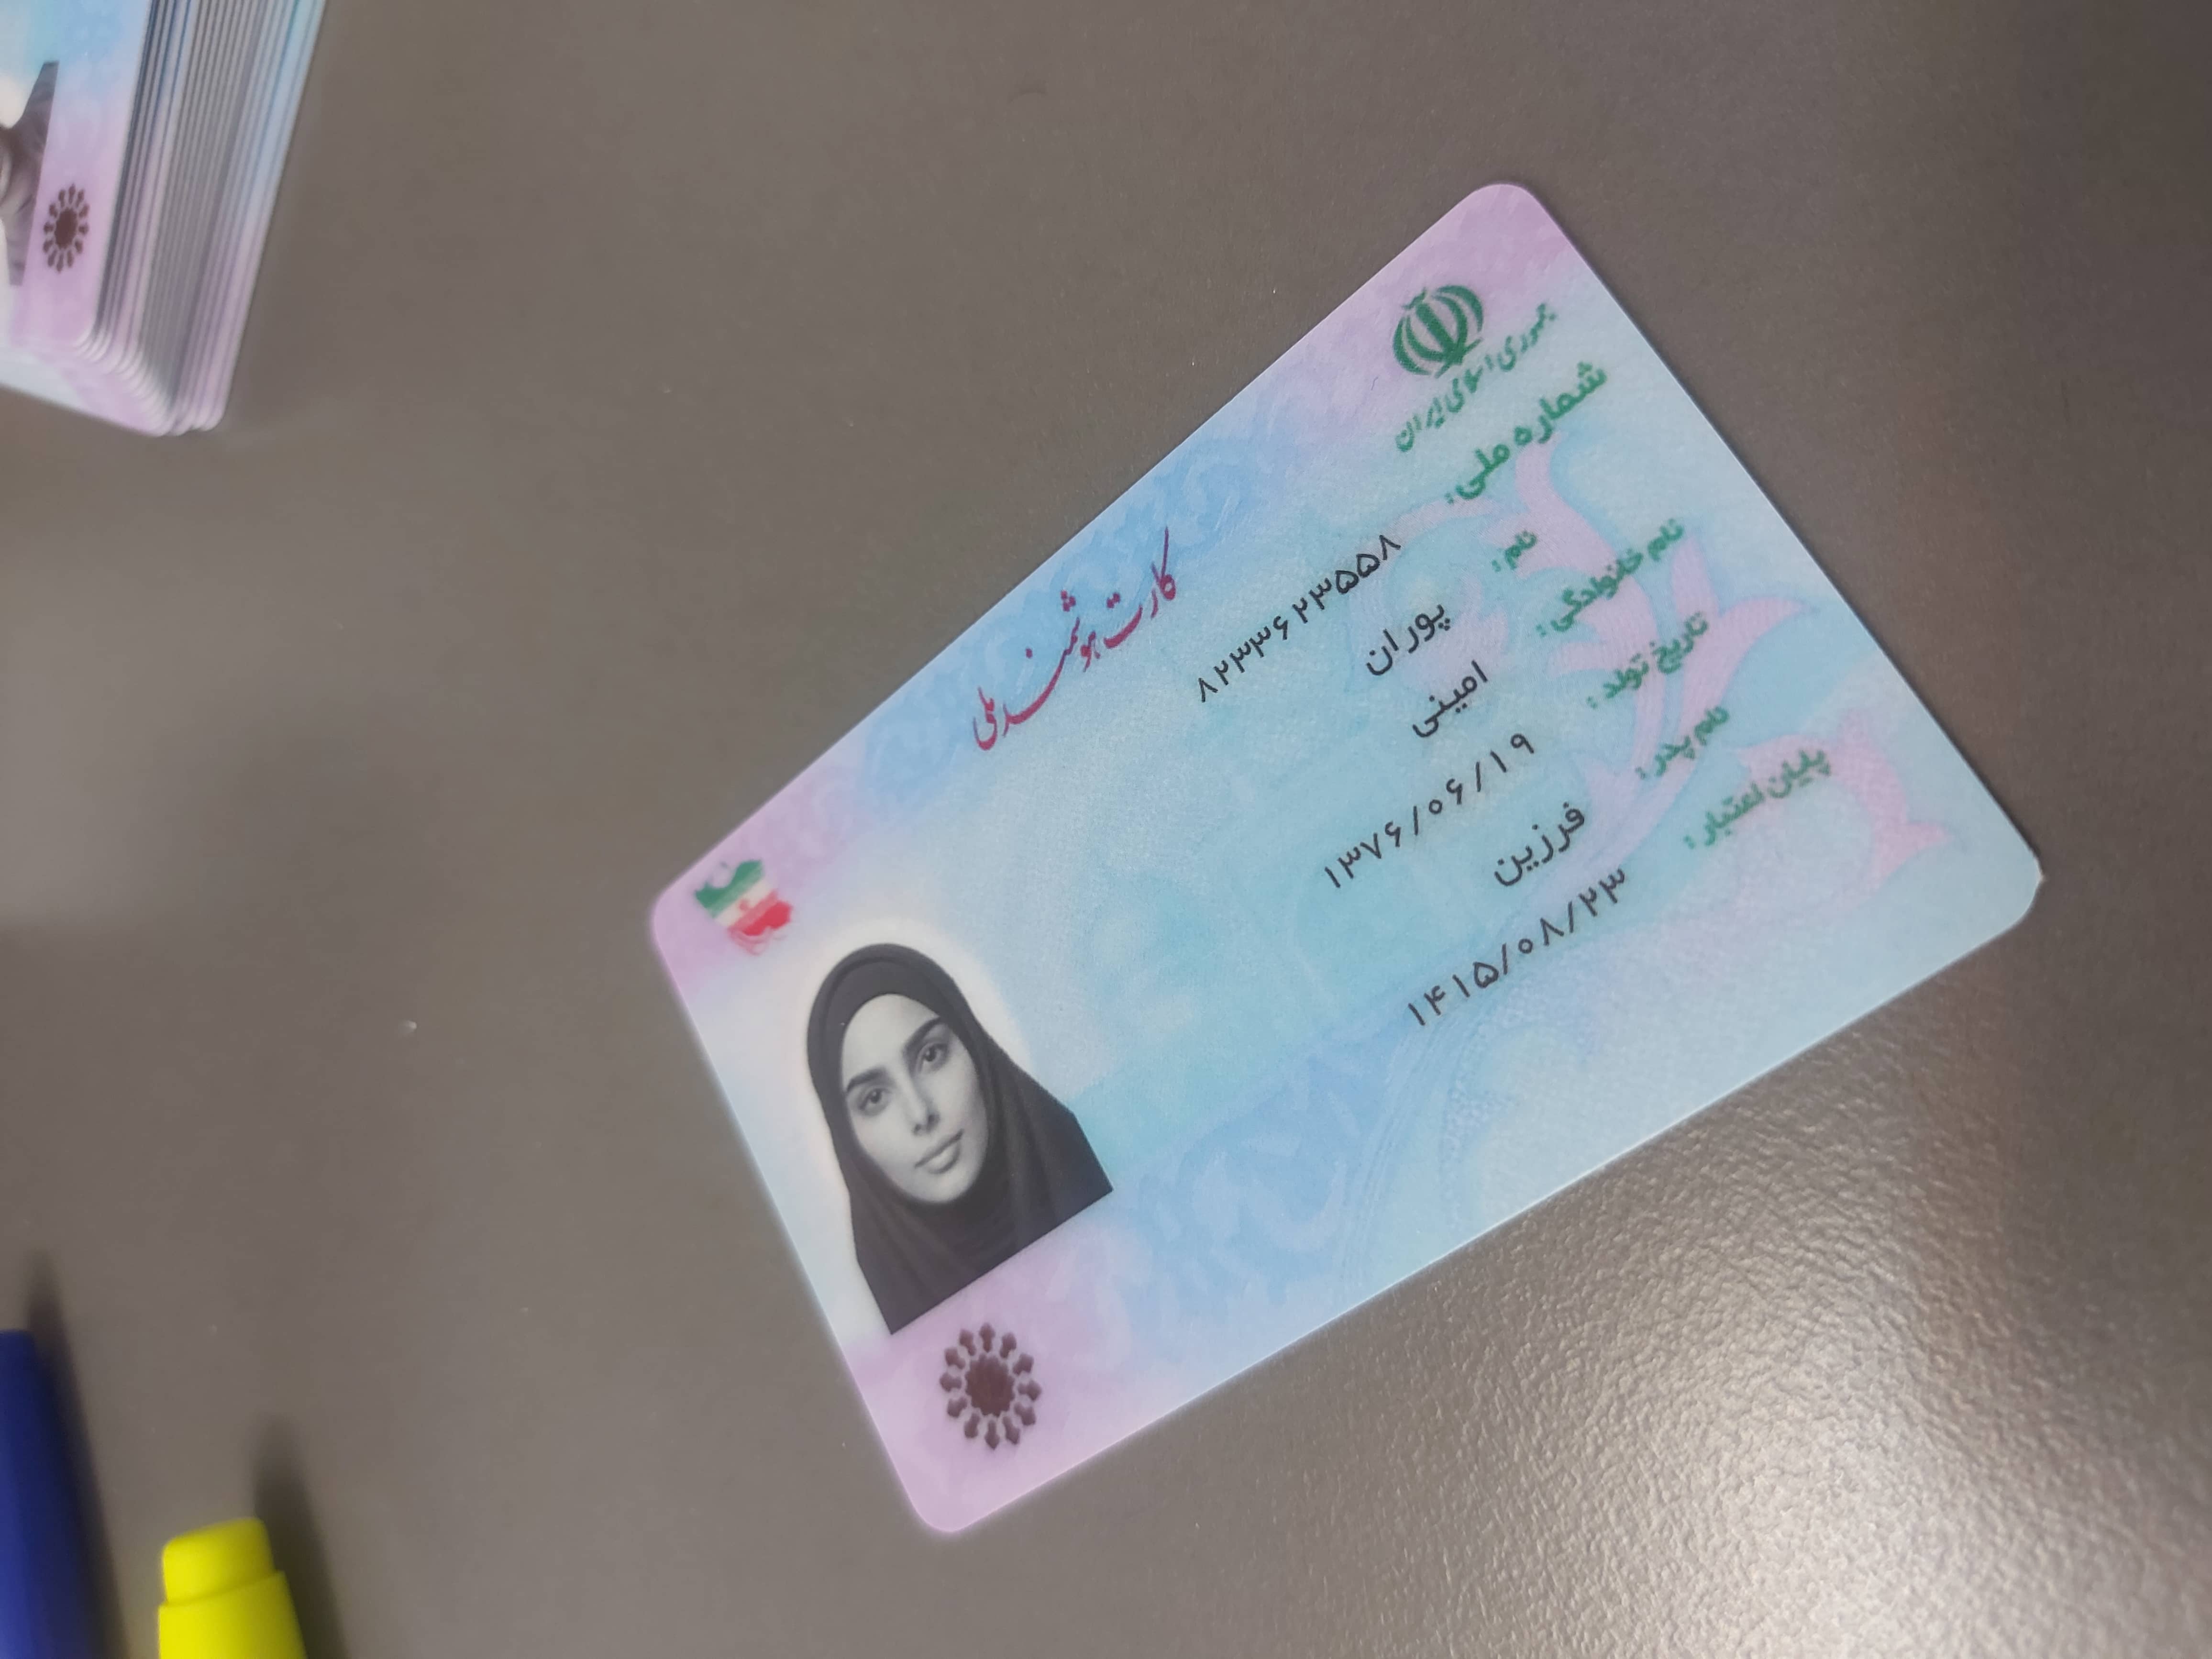 کارت هوشمند ملی
جمهوری اسلامی ایران
شماره ملی: ۸۲۳۳۶۲۳۵۵۸
نام: پوران
نام خانوادگی: امینی
تاریخ تولد: ۱۳۷۶/۰۶/۱۹
نام پدر: فرزین
پایان اعتبار: ۱۴۱۵/۰۸/۲۳